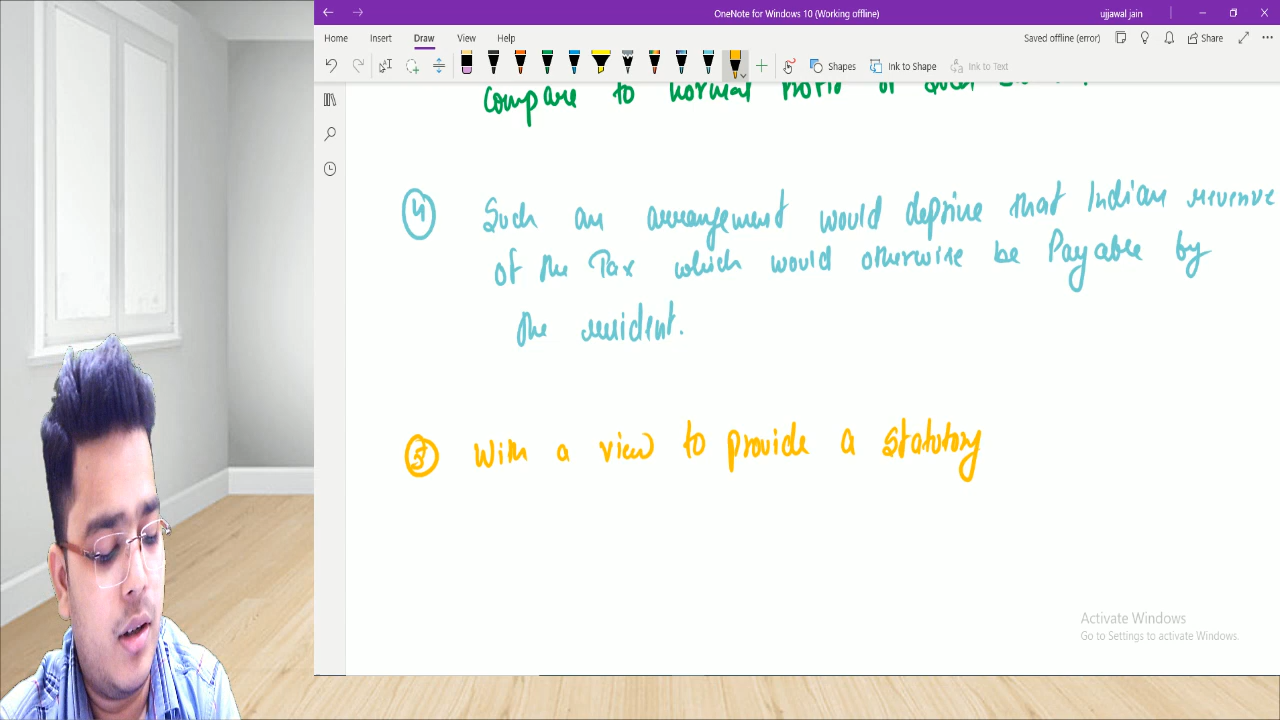 OneNote for Windows 10 (Working offline)
ujjawal jain
Home Insert Draw View Help
Saved offline (error)
Share
Shapes
Ink to Shape
Ink to Text
compare to normal
4 Such an arrangement would deprive that Indian revenue
of the Tax which would otherwise be Payable by
the resident.
5 With a view to provide a statutory
Activate Windows
Go to Settings to activate Windows.